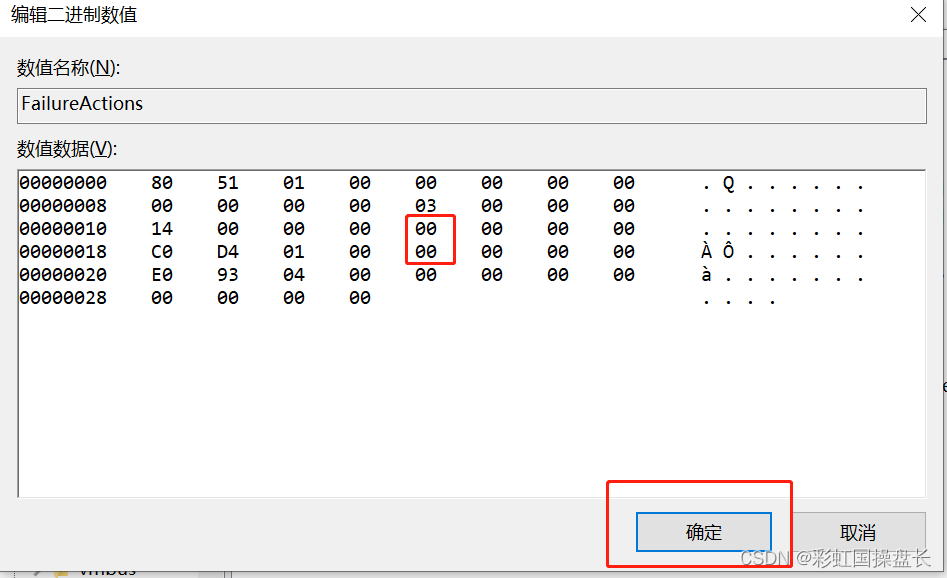 编辑二进制数值
数值名称(N):
FailureActions
数值数据(V):
00000000 80 51 01 00 00 00 00 00 . Q . . . . . .
00000008 00 00 00 00 03 00 00 00 . . . . . . . .
00000010 14 00 00 00 00 00 00 00 . . . . . . . .
00000018 C0 D4 01 00 00 00 00 00 À Ô . . . . . .
00000020 E0 93 04 00 00 00 00 00 à . . . . . . .
00000028 00 00 00 00 . . . .
确定 取消
CSDN @彩虹国操盘长